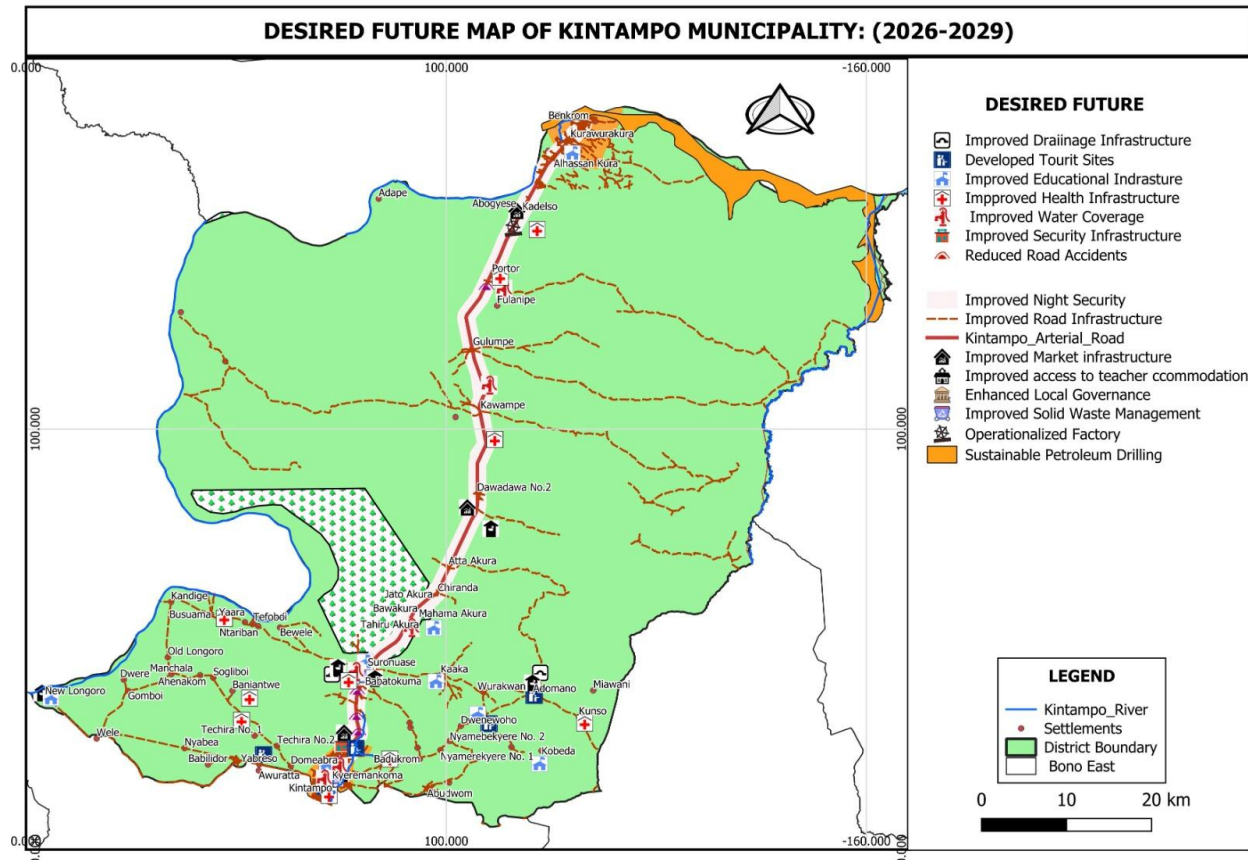 DESIRED FUTURE MAP OF KINTAMPO MUNICIPALITY: (2026-2029)
0.000
100.000
-160.000
Benkrom
Kurawurakura
Alhassan Kura
Adape
Abogyese
Kadelso
Portor
Fulanipe
Gulumpe
Kawampe
100.000
100.000
Dawadawa No.2
Atta Akura
Chiranda
Jato Akura
Bawakura
Mahama Akura
Tahiru Akura
Kandige
Busuama
Yaara
Tefobdi
Ntariban
Bewele
Old Longoro
Suronuase
Manchala
Dwere
Ahenakom
Sogliboi
Babatokuma
Kaaka
Gomboi
Baniantwe
New Longoro
Wurakwan
Adomano
Miawani
Kunso
Techira No. 1
Dwenewoho
Wele
Nyabea
Techira No.2
Nyamebekyere No. 2
Babilidor
Yabreso
Domeabra
Badukrom
Nyamerekyere No. 1
Kobeda
Awuratta
Kyeremankoma
Kintampo
Abudwom
0.000
100.000
-160.000
DESIRED FUTURE
Improved Draiinage Infrastructure
Developed Tourit Sites
Improved Educational Indrasture
Impproved Health Infrastructure
Improved Water Coverage
Improved Security Infrastructure
Reduced Road Accidents
Improved Night Security
Improved Road Infrastructure
Kintampo_Arterial_Road
Improved Market infrastructure
Improved access to teacher ccommodation
Enhanced Local Governance
Improved Solid Waste Management
Operationalized Factory
Sustainable Petroleum Drilling
LEGEND
Kintampo_River
Settlements
District Boundary
Bono East
0 10 20 km